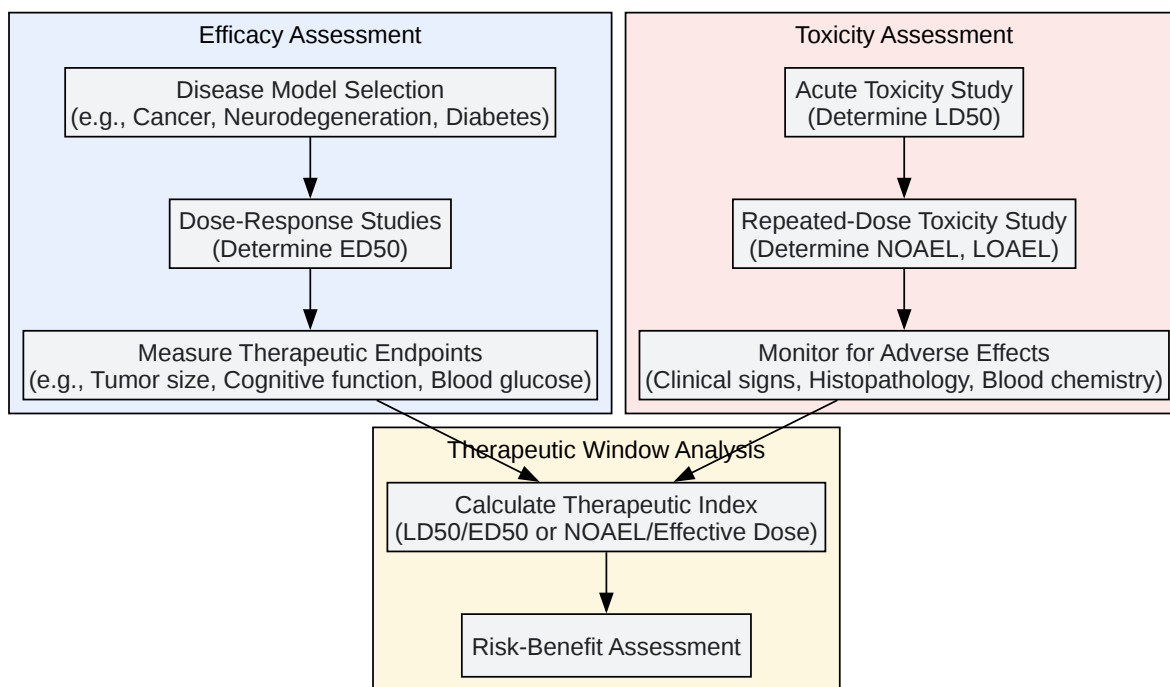 Efficacy Assessment
Disease Model Selection
(e.g., Cancer, Neurodegeneration, Diabetes)
Dose-Response Studies
(Determine ED50)
Measure Therapeutic Endpoints
(e.g., Tumor size, Cognitive function, Blood glucose)
Toxicity Assessment
Acute Toxicity Study
(Determine LD50)
Repeated-Dose Toxicity Study
(Determine NOAEL, LOAEL)
Monitor for Adverse Effects
(Clinical signs, Histopathology, Blood chemistry)
Therapeutic Window Analysis
Calculate Therapeutic Index
(LD50/ED50 or NOAEL/Effective Dose)
Risk-Benefit Assessment